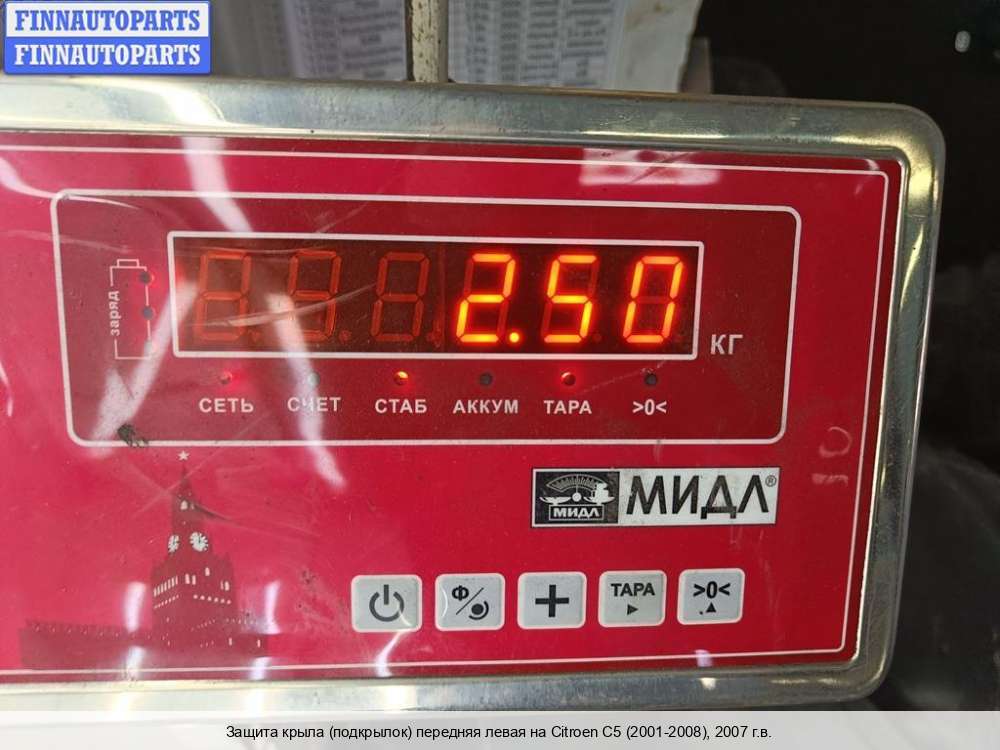 FINNAUTOPARTS
FINNAUTOPARTS
заряд
2.50
КГ
СЕТЬ СЧЕТ СТАБ АККУМ ТАРА >0<
МИДЛ МИДЛ®
Ф ТАРА >0<
Защита крыла (подкрылок) передняя левая на Citroen C5 (2001-2008), 2007 г.в.